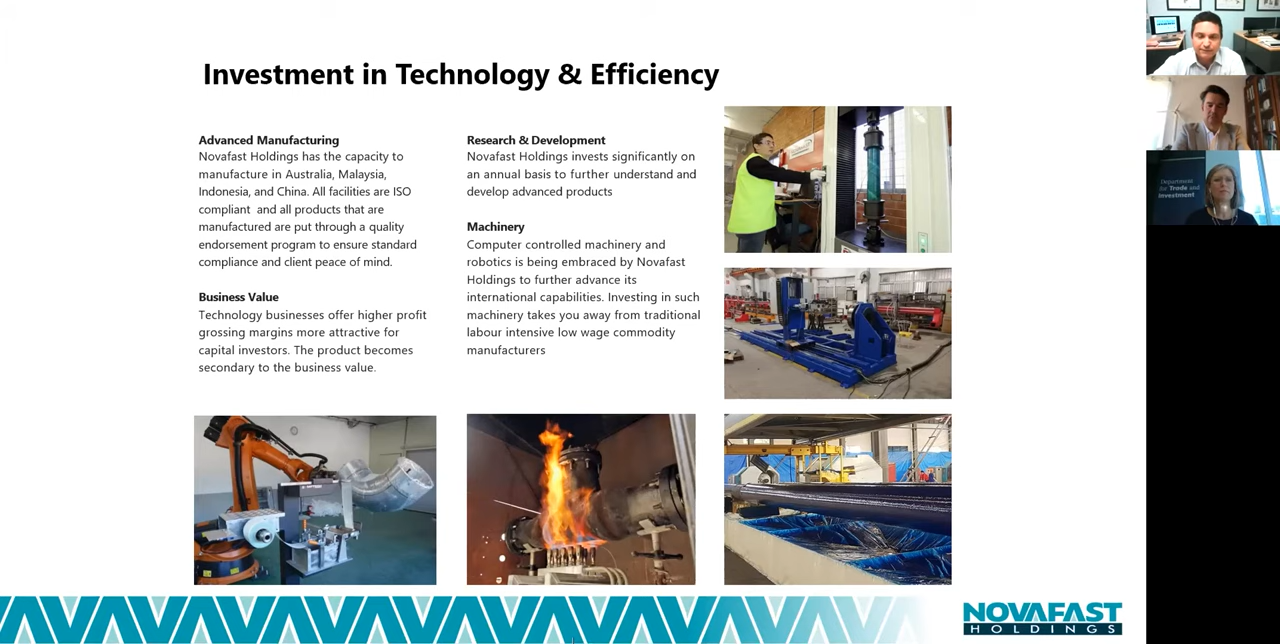 Investment in Technology & Efficiency
Advanced Manufacturing
Novafast Holdings has the capacity to
manufacture in Australia, Malaysia,
Indonesia, and China. All facilities are ISO
compliant and all products that are
manufactured are put through a quality
endorsement program to ensure standard
compliance and client peace of mind.
Business Value
Technology businesses offer higher profit
grossing margins more attractive for
capital investors. The product becomes
secondary to the business value.
Research & Development
Novafast Holdings invests significantly on
an annual basis to further understand and
develop advanced products
Machinery
Computer controlled machinery and
robotics is being embraced by Novafast
Holdings to further advance its
international capabilities. Investing in such
machinery takes you away from traditional
labour intensive low wage commodity
manufacturers
Department
for Trade and
Investment
NOVAFAST
HOLDINGS